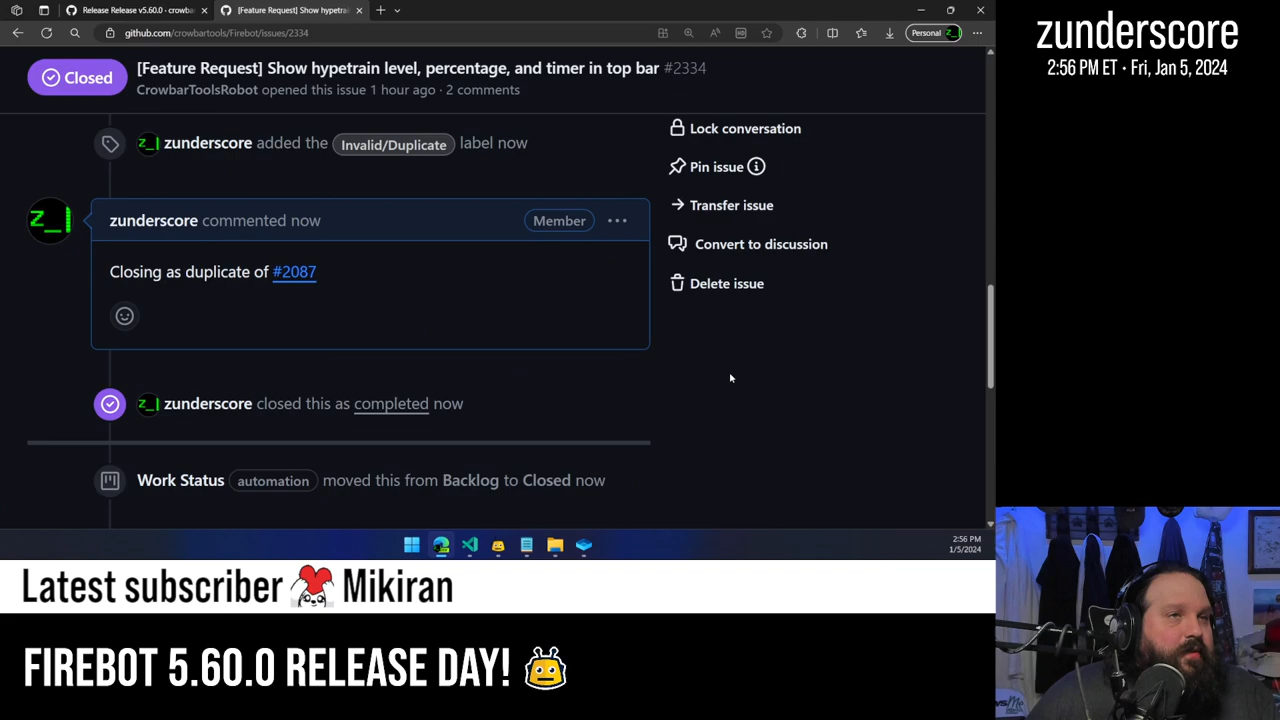 Release Release v5.60.0 · crowba
[Feature Request] Show hypetrai
github.com/crowbartools/Firebot/issues/2334
Personal
zunderscore
2:56 PM ET • Fri, Jan 5, 2024
Closed
[Feature Request] Show hypetrain level, percentage, and timer in top bar #2334
CrowbarToolsRobot opened this issue 1 hour ago · 2 comments
zunderscore added the Invalid/Duplicate label now
Lock conversation
Pin issue
Transfer issue
Convert to discussion
Delete issue
zunderscore commented now
Member
Closing as duplicate of #2087
zunderscore closed this as completed now
Work Status automation moved this from Backlog to Closed now
2:56 PM
1/5/2024
Latest subscriber Mikiran
FIREBOT 5.60.0 RELEASE DAY!